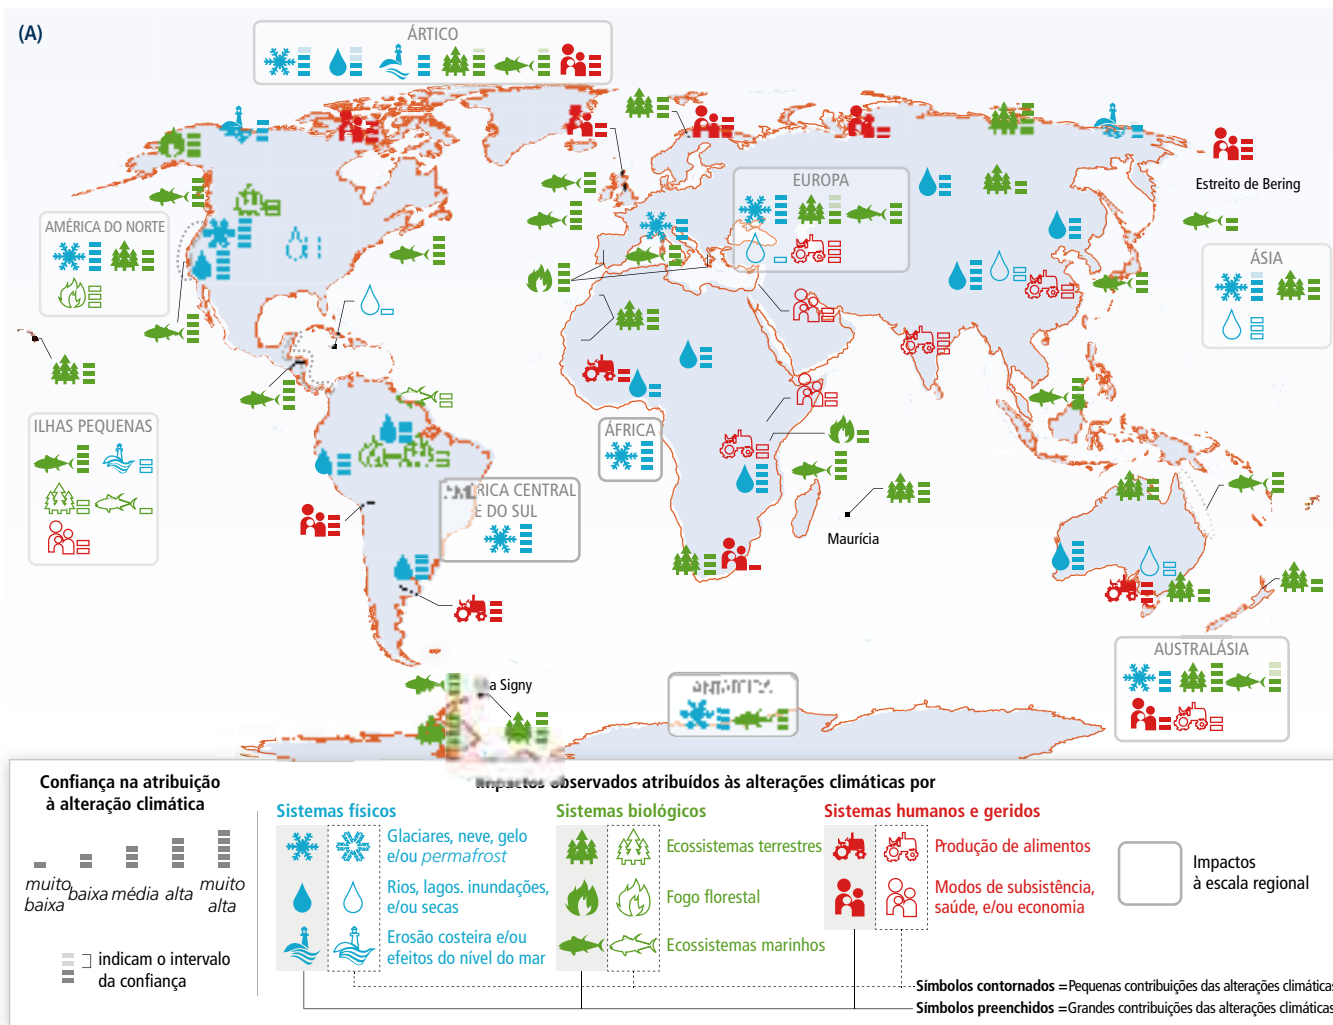 (A)
ÁRTICO
Estreito de Bering
EUROPA
AMÉRICA DO NORTE
ÁSIA
ILHAS PEQUENAS
ÁFRICA
RICA CENTRAL
E DO SUL
Maurícia
AUSTRALÁSIA
a Signy
Confiança na atribuição
à alteração climática
muito
baixa
baixa
média
alta
muito
alta
indicam o intervalo
da confiança
Impactos observados atribuídos às alterações climáticas por
Sistemas físicos
Glaciares, neve, gelo
e/ou permafrost
Rios, lagos. inundações,
e/ou secas
Erosão costeira e/ou
efeitos do nível do mar
Sistemas biológicos
Ecossistemas terrestres
Fogo florestal
Ecossistemas marinhos
Sistemas humanos e geridos
Produção de alimentos
Modos de subsistência,
saúde, e/ou economia
Impactos
à escala regional
Símbolos contornados =Pequenas contribuições das alterações climáticas
Símbolos preenchidos =Grandes contribuições das alterações climáticas